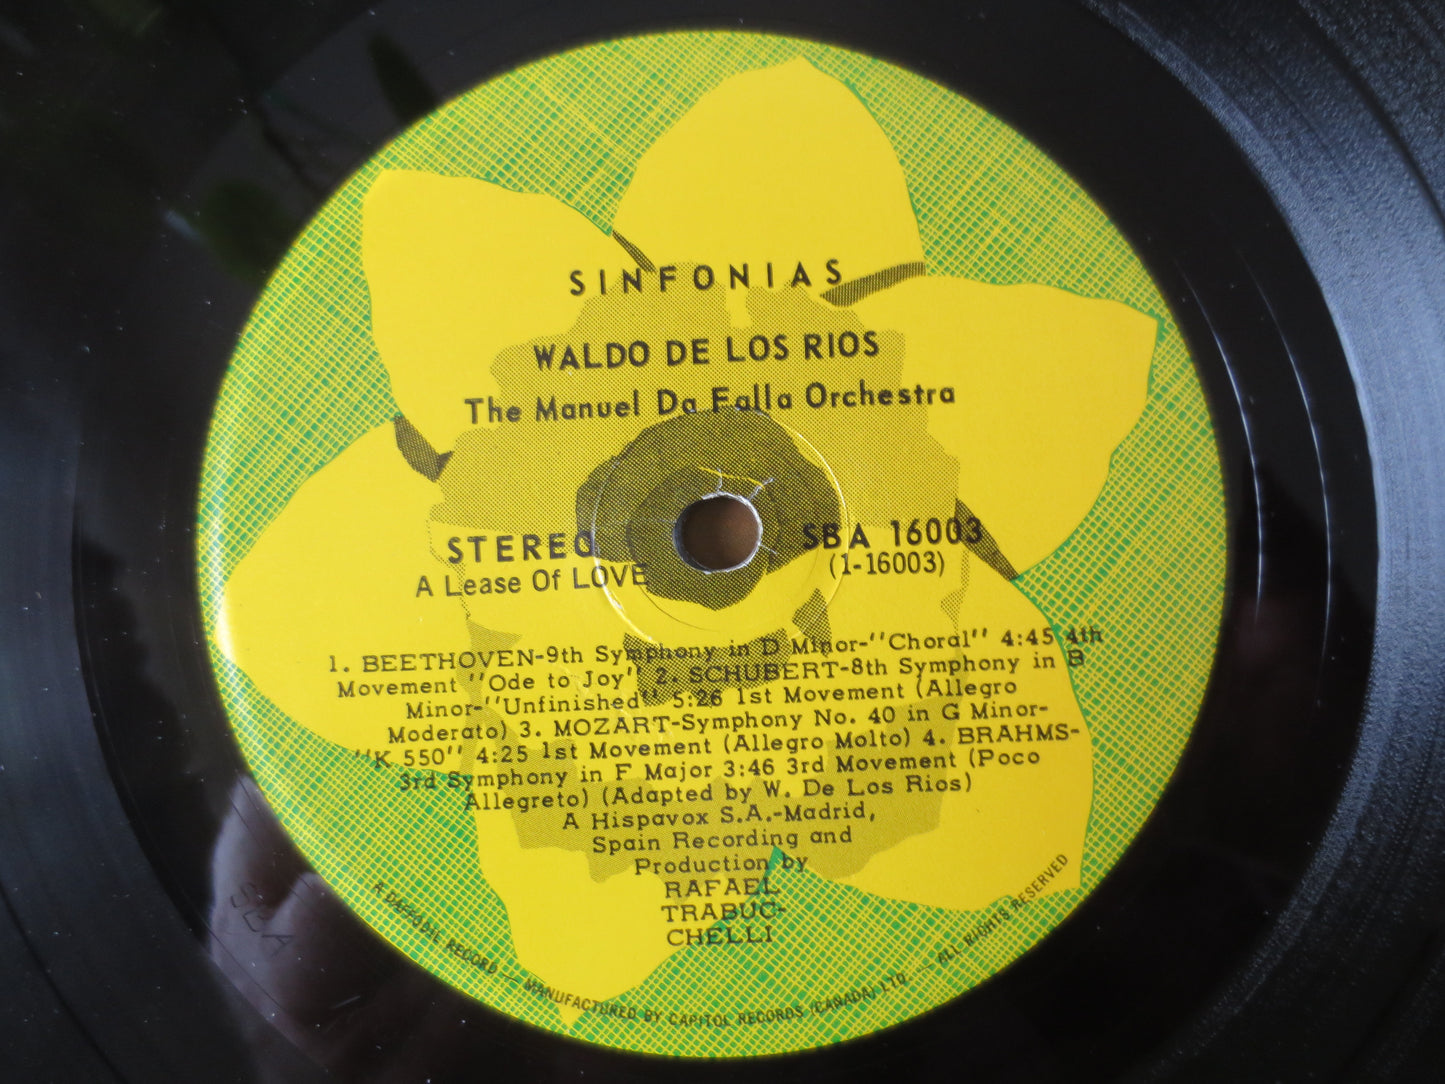 SINFONIAS
WALDO DE LOS RIOS
The Manuel Da Falla Orchestra
STEREO
A Lease Of LOVE
SBA 16003
(1-16003)
1. BEETHOVEN-9th Symphony in D Minor-"Choral" 4:45 4th
Movement "Ode to Joy" 2. SCHUBERT-8th Symphony in B
Minor-"Unfinished" 5:26 1st Movement (Allegro
Moderato) 3. MOZART-Symphony No. 40 in G Minor-
"K 550" 4:25 1st Movement (Allegro Molto) 4. BRAHMS-
3rd Symphony in F Major 3:46 3rd Movement (Poco
Allegreto) (Adapted by W. De Los Rios)
A Hispavox S.A.-Madrid,
Spain Recording and
Production by
RAFAEL
TRABUC-
CHELLI
A DAFFODAL RECORD — MANUFACTURED BY CAPITOL RECORDS (CANADA) LTD. — ALL RIGHTS RESERVED
SBA